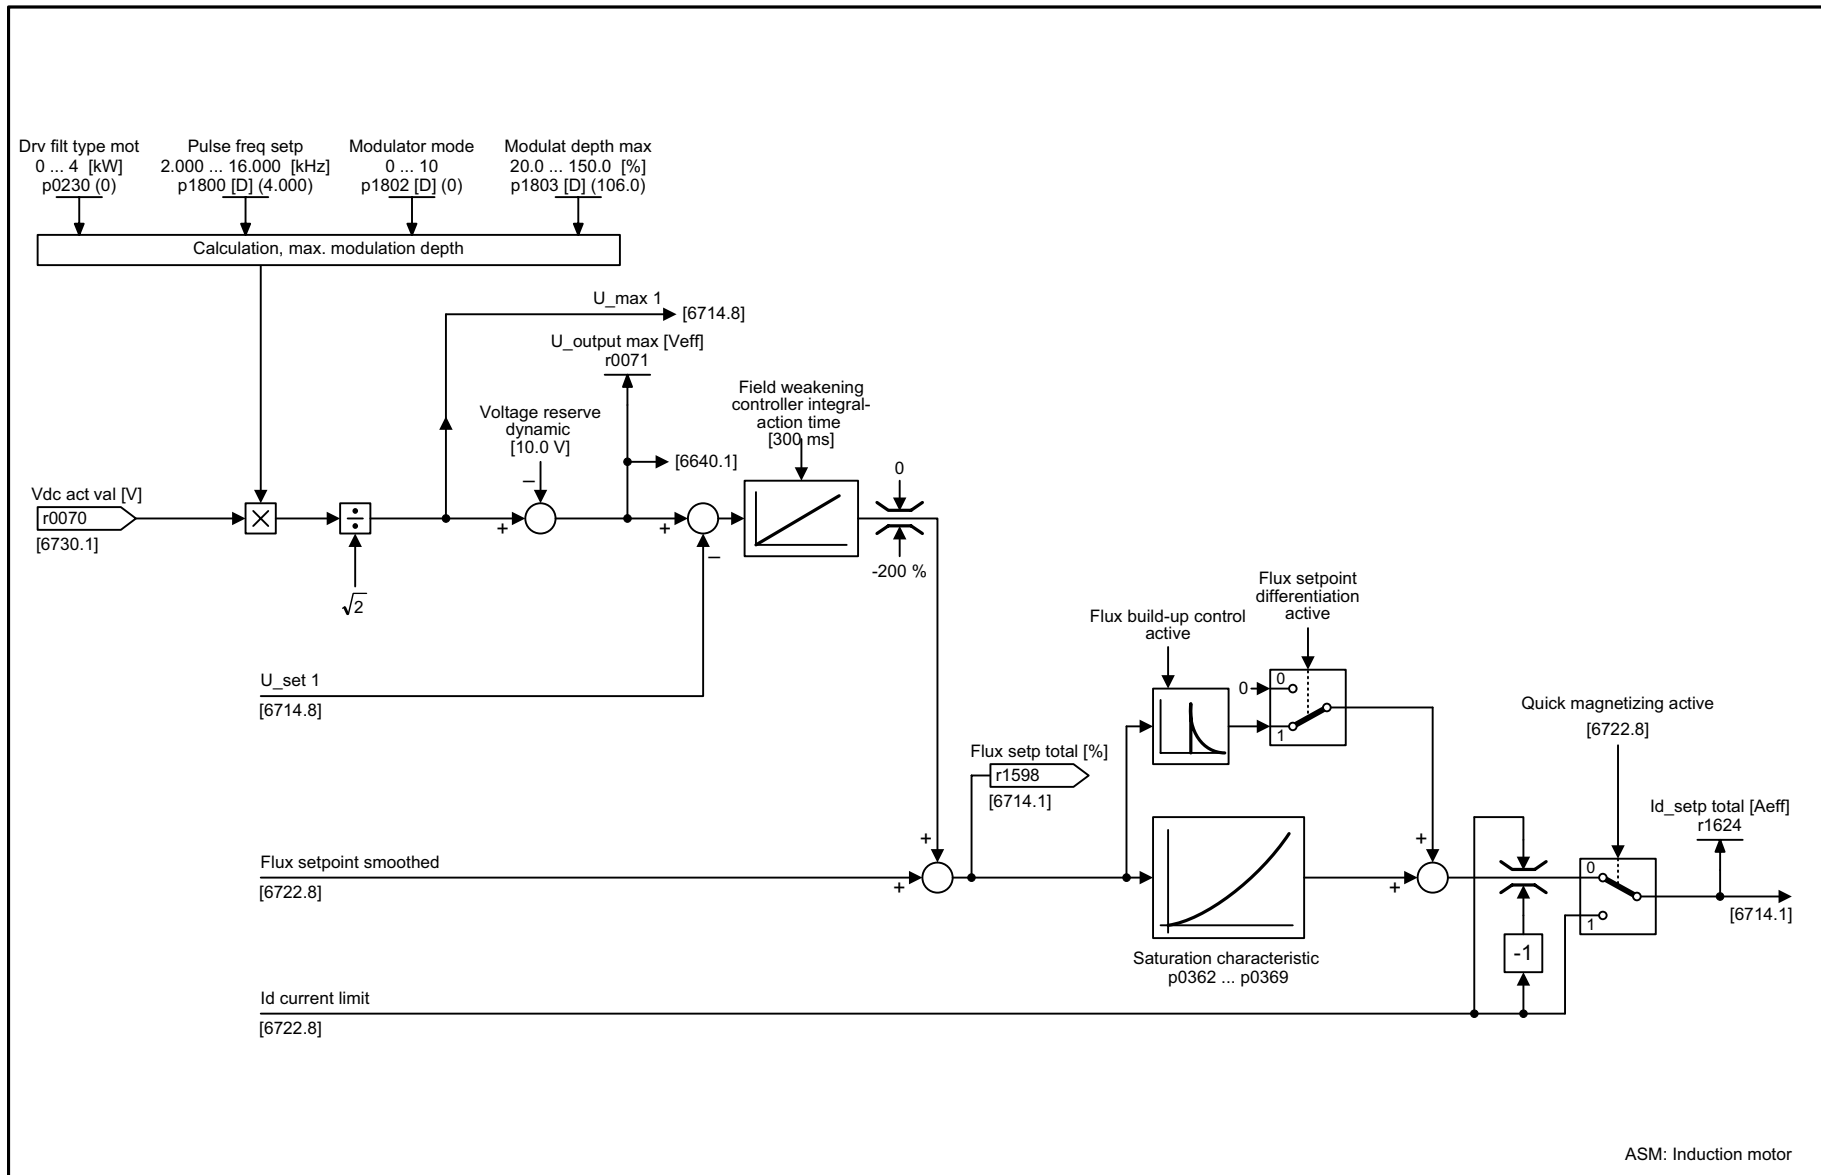 Drv filt type mot
0 ... 4 [kW]
p0230 (0)
Pulse freq setp
2.000 ... 16.000 [kHz]
p1800 [D] (4.000)
Modulator mode
0 ... 10
p1802 [D] (0)
Modulat depth max
20.0 ... 150.0 [%]
p1803 [D] (106.0)
Calculation, max. modulation depth
U_max 1
[6714.8]
U_output max [Veff]
r0071
Field weakening
controller integral-
action time
[300 ms]
Voltage reserve
dynamic
[10.0 V]
[6640.1]
0
–
Vdc act val [V]
r0070
[6730.1]
×
÷
+
+
–
-200 %
√2
Flux setpoint
differentiation
active
Flux build-up control
active
U_set 1
[6714.8]
0
0
1
Quick magnetizing active
[6722.8]
Flux setp total [%]
r1598
[6714.1]
Id_setp total [Aeff]
r1624
+
+
Flux setpoint smoothed
[6722.8]
+
+
0
1
[6714.1]
-1
Saturation characteristic
p0362 ... p0369
Id current limit
[6722.8]
ASM: Induction motor